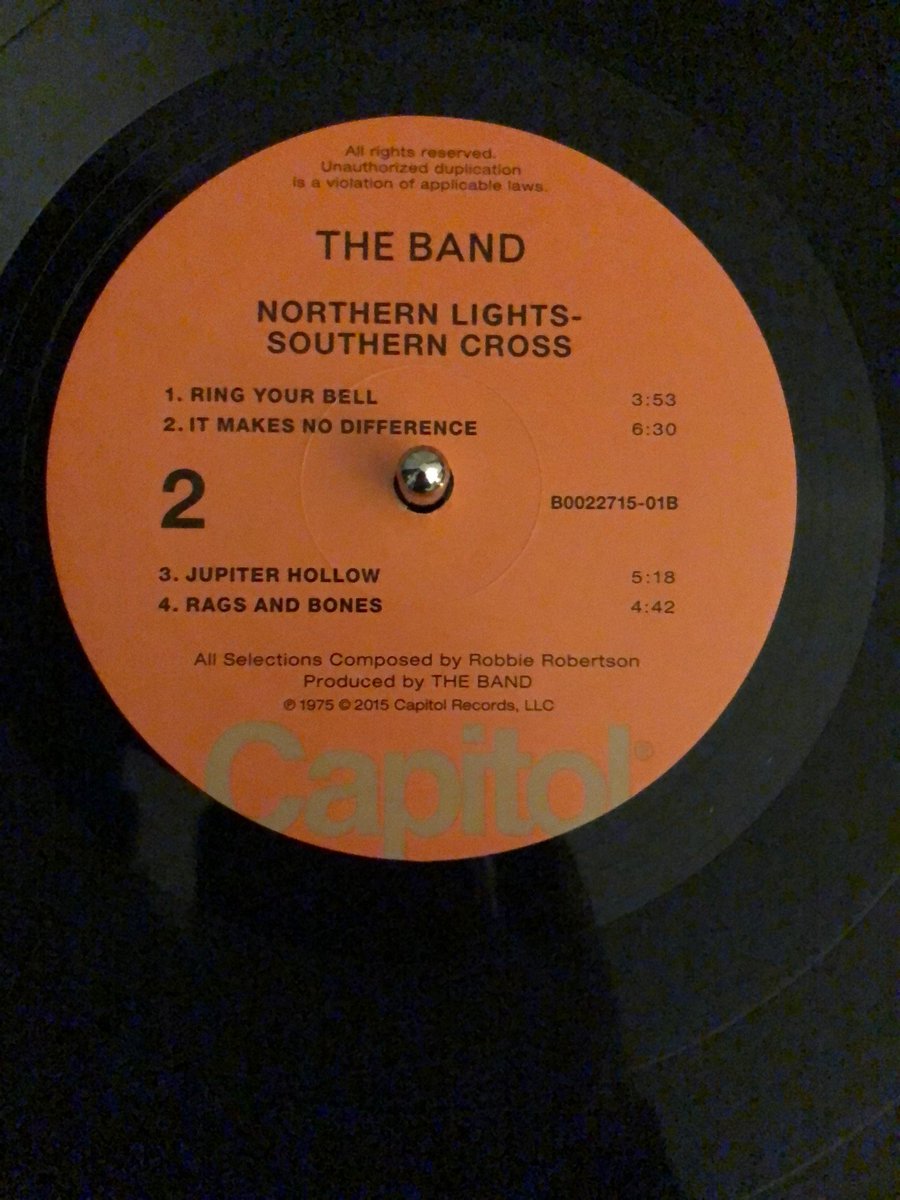 All rights reserved.
Unauthorized duplication
is a violation of applicable laws.
THE BAND
NORTHERN LIGHTS-
SOUTHERN CROSS
1. RING YOUR BELL 3:53
2. IT MAKES NO DIFFERENCE 6:30
2 B0022715-01B
3. JUPITER HOLLOW 5:18
4. RAGS AND BONES 4:42
All Selections Composed by Robbie Robertson
Produced by THE BAND
℗ 1975 © 2015 Capitol Records, LLC
Capitol®